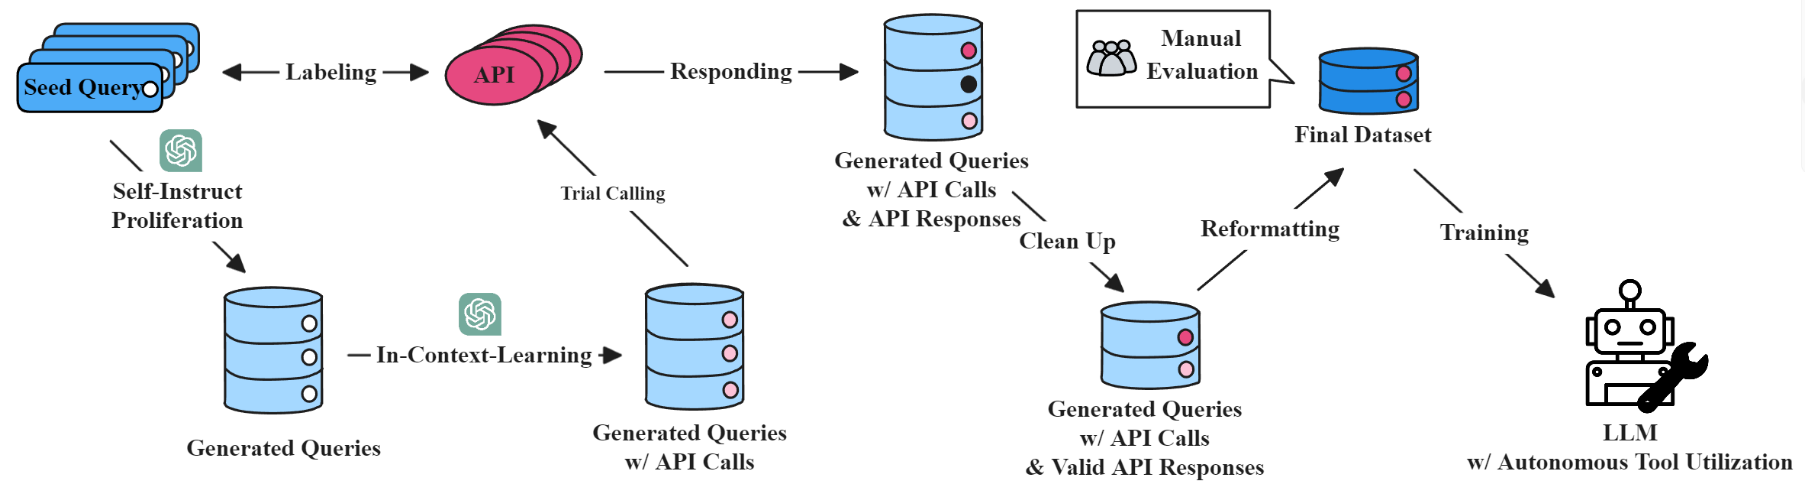 Seed Query
Labeling
API
Responding
Generated Queries
w/ API Calls
& API Responses
Manual
Evaluation
Final Dataset
Self-Instruct
Proliferation
Trial Calling
Clean Up
Reformatting
Training
In-Context-Learning
Generated Queries
Generated Queries
w/ API Calls
Generated Queries
w/ API Calls
& Valid API Responses
LLM
w/ Autonomous Tool Utilization